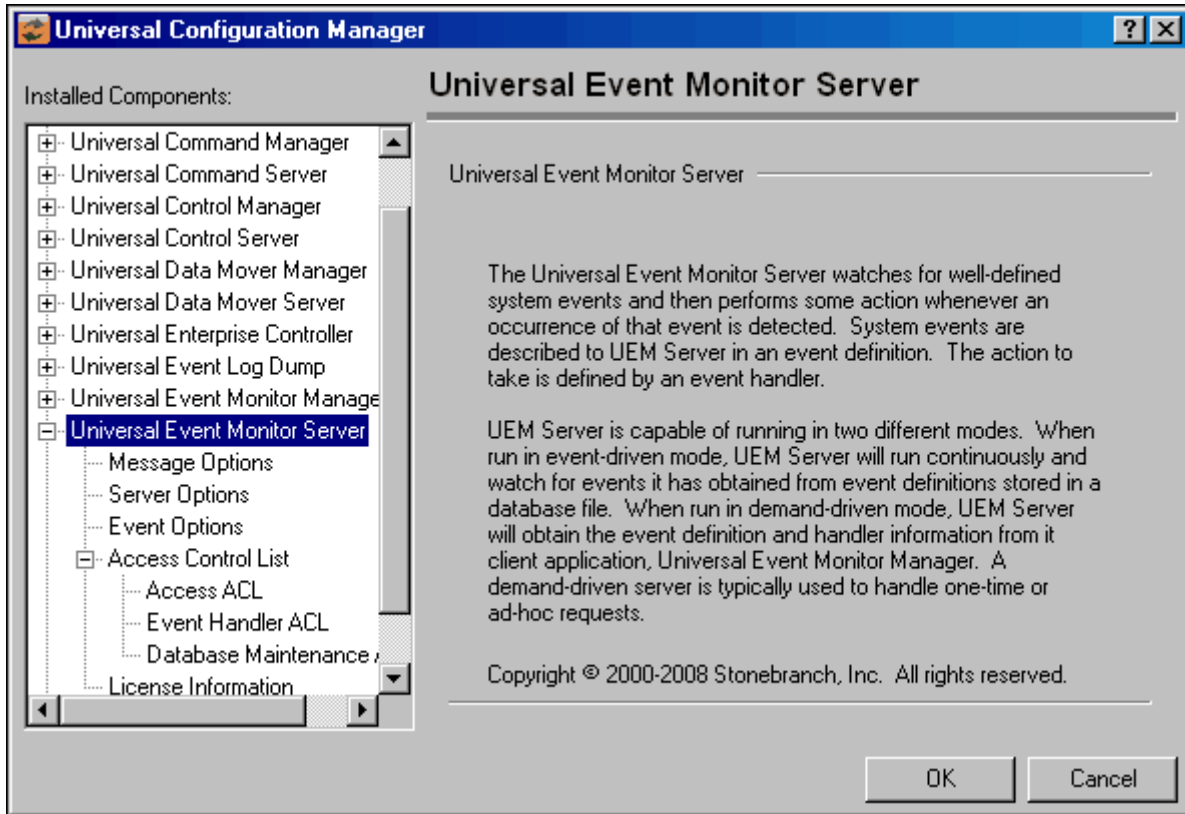 Universal Configuration Manager
Installed Components:
Universal Command Manager
Universal Command Server
Universal Control Manager
Universal Control Server
Universal Data Mover Manager
Universal Data Mover Server
Universal Enterprise Controller
Universal Event Log Dump
Universal Event Monitor Manage
Universal Event Monitor Server
Message Options
Server Options
Event Options
Access Control List
Access ACL
Event Handler ACL
Database Maintenance
License Information
Universal Event Monitor Server
Universal Event Monitor Server
The Universal Event Monitor Server watches for well-defined
system events and then performs some action whenever an
occurrence of that event is detected.  System events are
described to UEM Server in an event definition.  The action to
take is defined by an event handler.
UEM Server is capable of running in two different modes.  When
run in event-driven mode, UEM Server will run continuously and
watch for events it has obtained from event definitions stored in a
database file.  When run in demand-driven mode, UEM Server
will obtain the event definition and handler information from it
client application, Universal Event Monitor Manager.  A
demand-driven server is typically used to handle one-time or
ad-hoc requests.
Copyright © 2000-2008 Stonebranch, Inc.  All rights reserved.
OK
Cancel